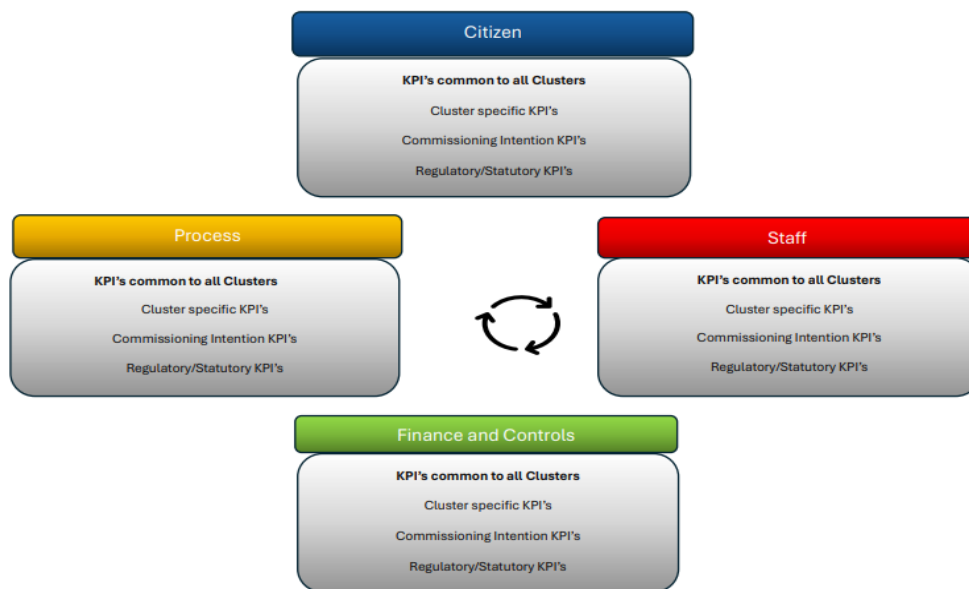 Citizen
KPI’s common to all Clusters
Cluster specific KPI’s
Commissioning Intention KPI’s
Regulatory/Statutory KPI’s
Process
KPI’s common to all Clusters
Cluster specific KPI’s
Commissioning Intention KPI’s
Regulatory/Statutory KPI’s
Staff
KPI’s common to all Clusters
Cluster specific KPI’s
Commissioning Intention KPI’s
Regulatory/Statutory KPI’s
Finance and Controls
KPI’s common to all Clusters
Cluster specific KPI’s
Commissioning Intention KPI’s
Regulatory/Statutory KPI’s